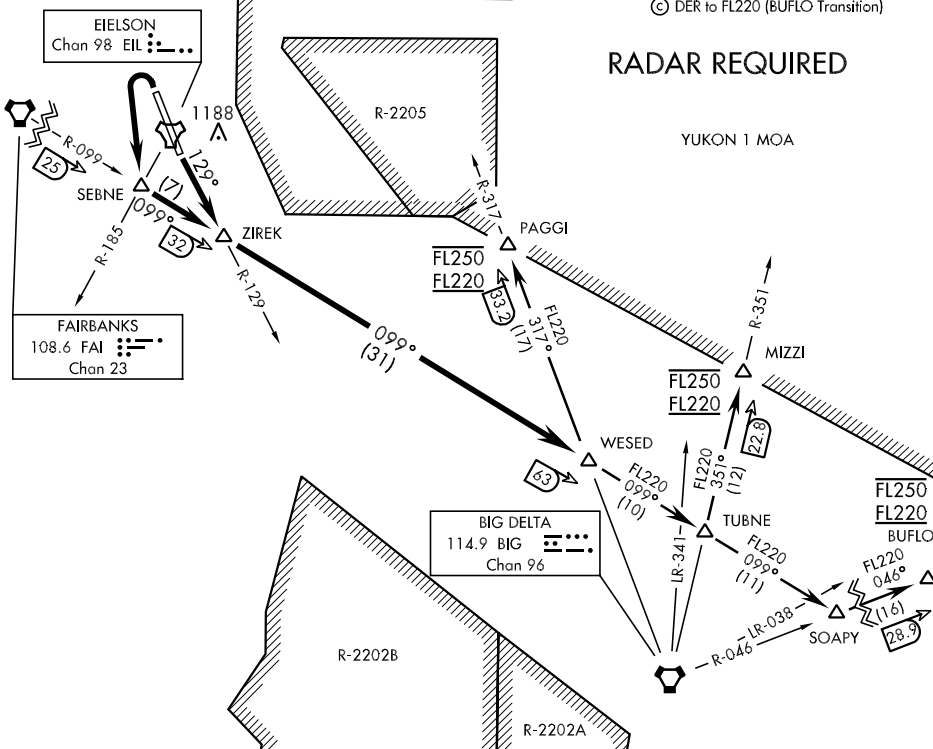 © DER to FL220 (BUFLO Transition)
RADAR REQUIRED
EIELSON
Chan 98 EIL
R-2205
1188
YUKON 1 MOA
R-099
25
129°
SEBNE
(7)
099°
32
ZIREK
R-185
R-129
R-317
PAGGI
FL250
FL220
33.2
FL220
317°
(17)
FAIRBANKS
108.6 FAI
Chan 23
099°
(31)
R-351
MIZZI
FL250
FL220
22.8
FL220
351°
(12)
WESED
63
FL220
099°
(10)
LR-341
TUBNE
FL250
FL220
BUFLO
BIG DELTA
114.9 BIG
Chan 96
FL220
099°
(11)
FL220
046°
(16)
28.9
SOAPY
LR-038
R-046
R-2202B
R-2202A